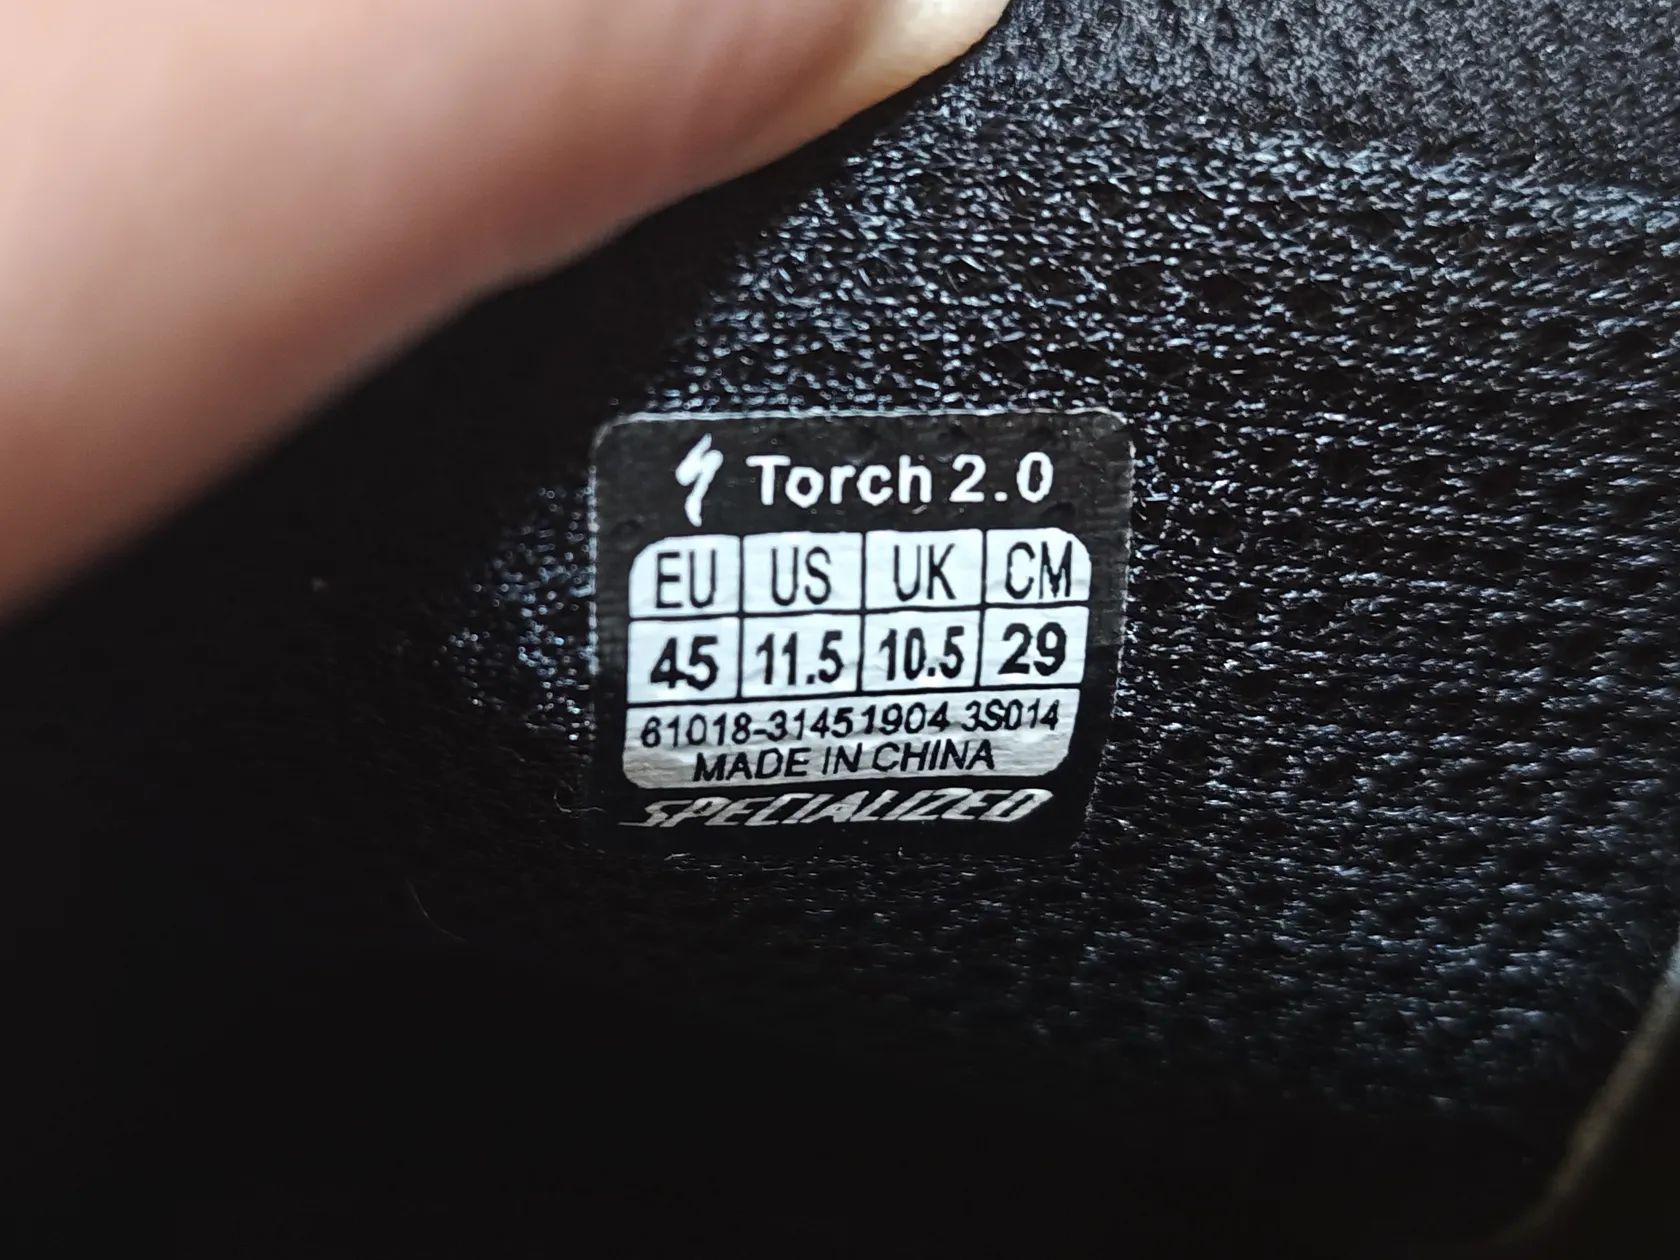 Torch 2.0
EU US UK CM
45 11.5 10.5 29
61018-31451904 3S014
MADE IN CHINA
SPECIALIZED